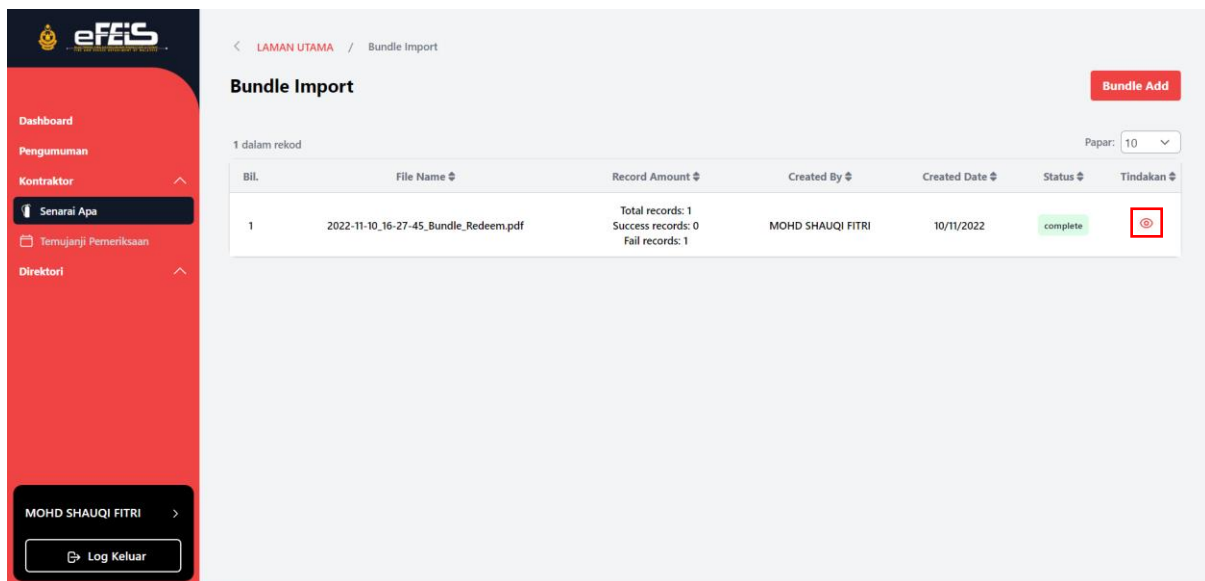 eFEiS
< LAMAN UTAMA / Bundle Import
Bundle Import
Bundle Add
Dashboard
Pengumuman
Kontraktor
Senarai Apa
Temujanji Pemeriksaan
Direktori
1 dalam rekod
Papar: 10
Bil. File Name Record Amount Created By Created Date Status Tindakan
1 2022-11-10_16-27-45_Bundle_Redeem.pdf Total records: 1 MOHD SHAUQI FITRI 10/11/2022 complete
Success records: 0
Fail records: 1
MOHD SHAUQI FITRI >
Log Keluar